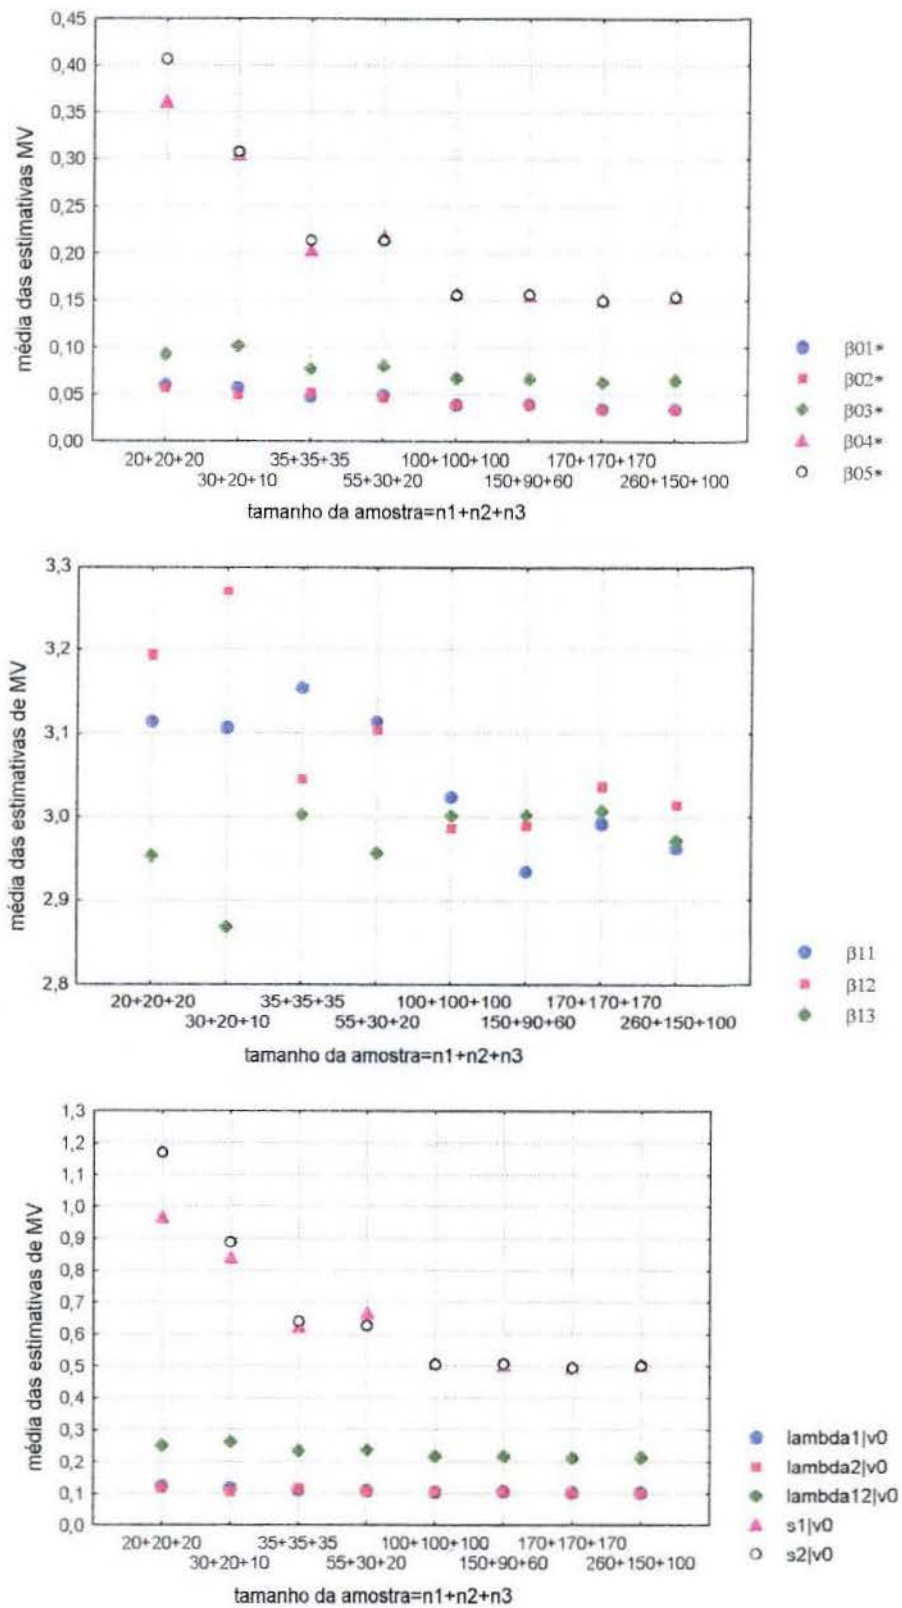 0,45
0,40
0,35
0,30
0,25
0,20
0,15
0,10
0,05
0,00
média das estimativas MV
20+20+20 35+35+35 100+100+100 170+170+170
30+20+10 55+30+20 150+90+60 260+150+100
tamanho da amostra=n1+n2+n3
β01*
β02*
β03*
β04*
β05*
3,3
3,2
3,1
3,0
2,9
2,8
média das estimativas de MV
20+20+20 35+35+35 100+100+100 170+170+170
30+20+10 55+30+20 150+90+60 260+150+100
tamanho da amostra=n1+n2+n3
β11
β12
β13
1,3
1,2
1,1
1,0
0,9
0,8
0,7
0,6
0,5
0,4
0,3
0,2
0,1
0,0
média das estimativas de MV
20+20+20 35+35+35 100+100+100 170+170+170
30+20+10 55+30+20 150+90+60 260+150+100
tamanho da amostra=n1+n2+n3
lambda1|v0
lambda2|v0
lambda12|v0
s1|v0
s2|v0